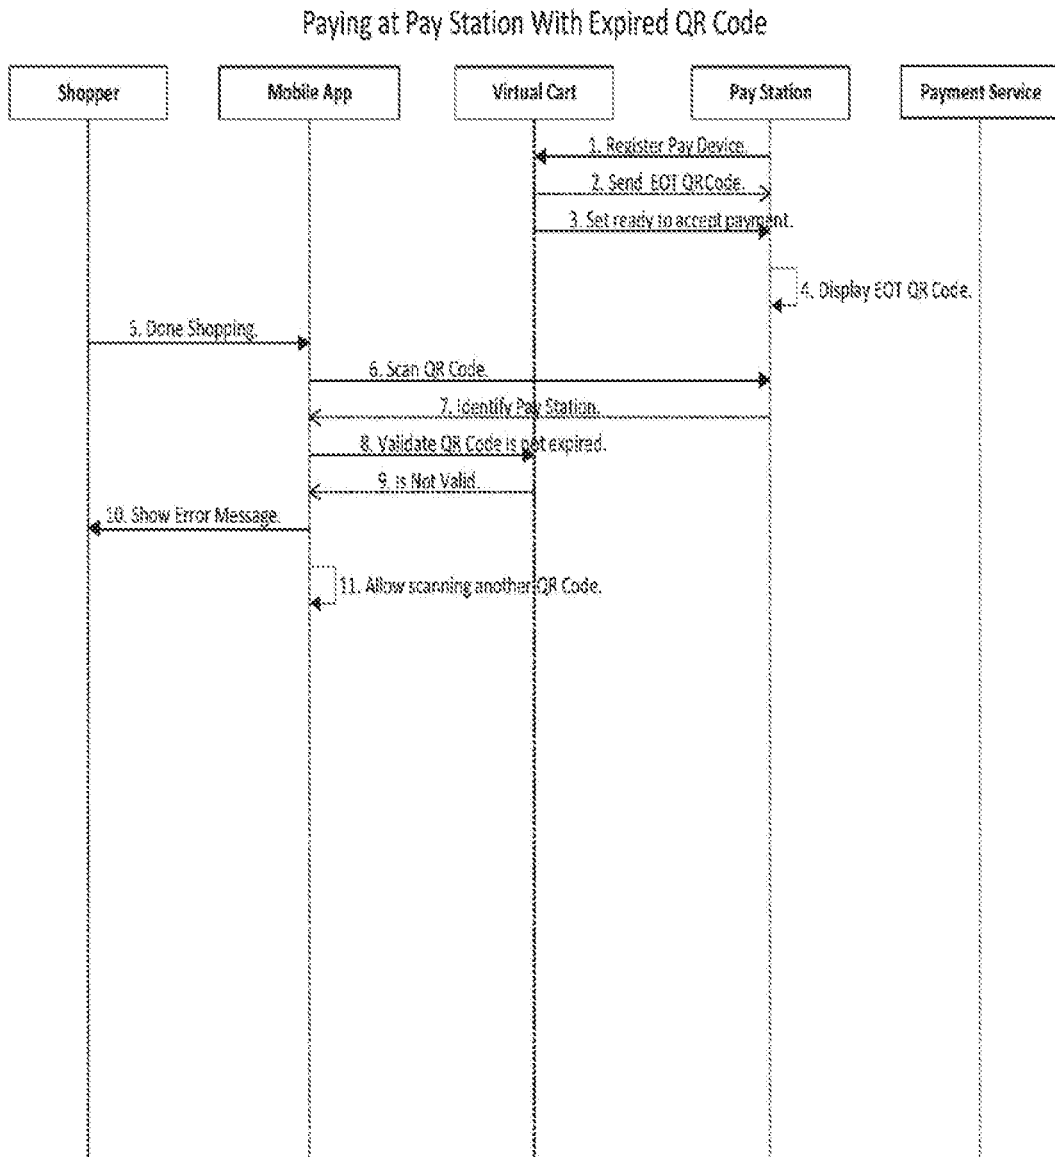 Paying at Pay Station With Expired QR Code
Shopper
Mobile App
Virtual Cart
Pay Station
Payment Service
1. Register Pay Device.
2. Send EOT QR Code.
3. Set ready to accept payment.
4. Display EOT QR Code.
5. Done Shopping.
6. Scan QR Code.
7. Identify Pay Station.
8. Validate QR Code is not expired.
9. Is Not Valid.
10. Show Error Message.
11. Allow scanning another QR Code.